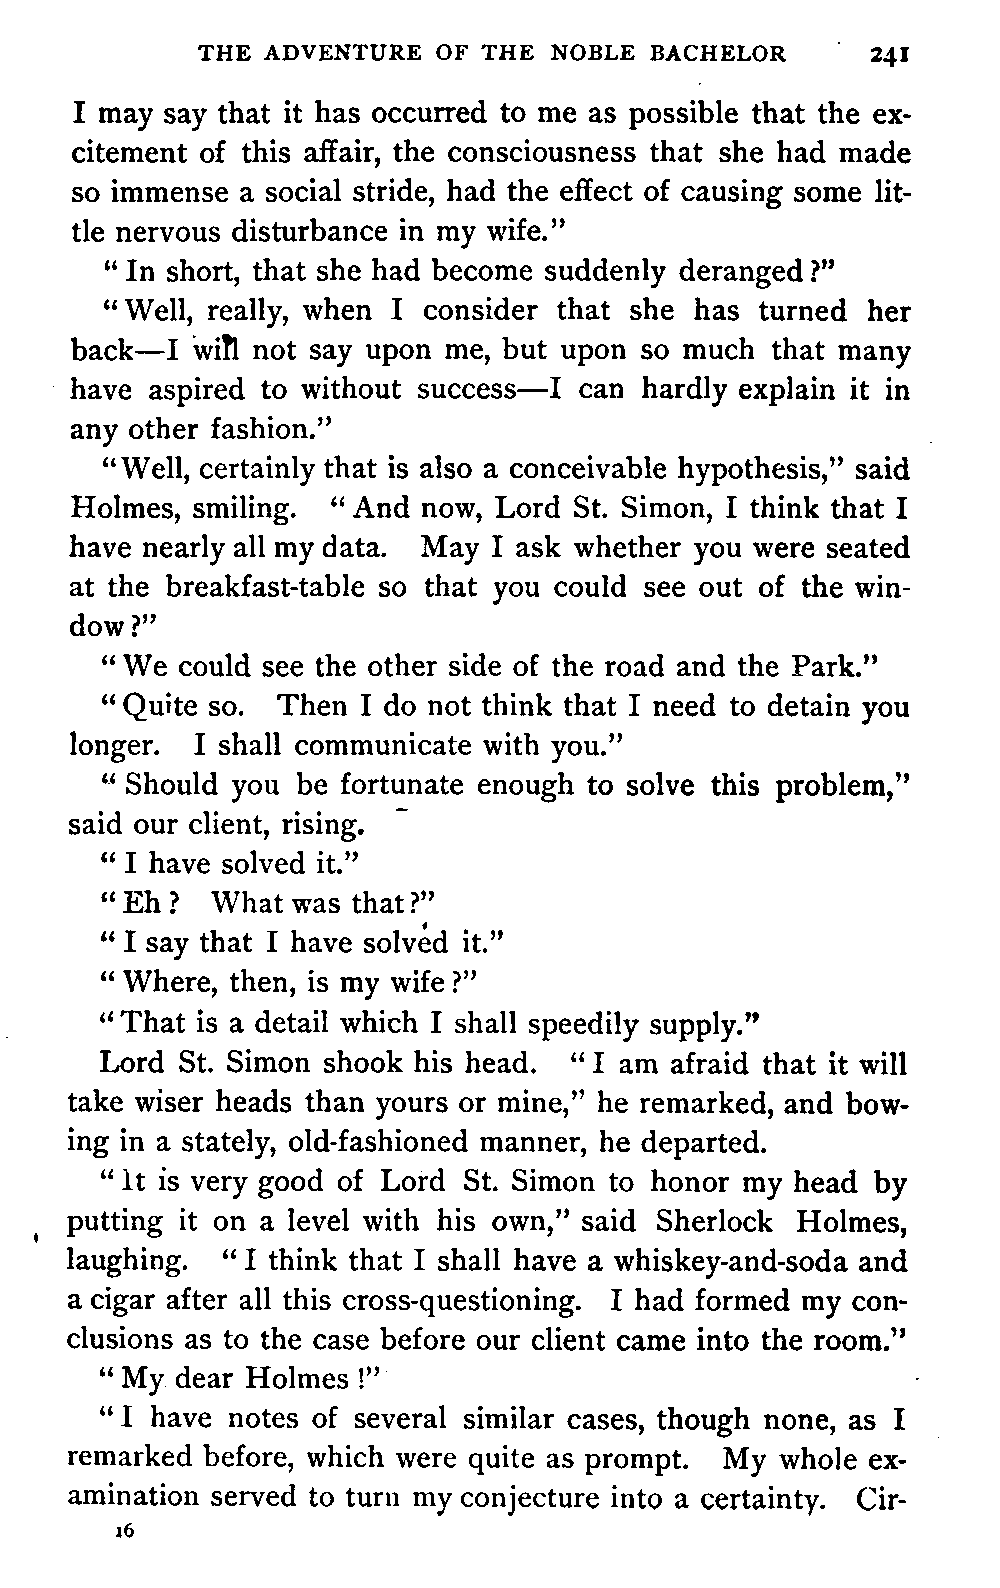 THE ADVENTURE OF THE NOBLE BACHELOR 241
I may say that it has occurred to me as possible that the ex-
citement of this affair, the consciousness that she had made
so immense a social stride, had the effect of causing some lit-
tle nervous disturbance in my wife."
"In short, that she had become suddenly deranged?"
"Well, really, when I consider that she has turned her
back—I will not say upon me, but upon so much that many
have aspired to without success—I can hardly explain it in
any other fashion."
"Well, certainly that is also a conceivable hypothesis," said
Holmes, smiling. "And now, Lord St. Simon, I think that I
have nearly all my data. May I ask whether you were seated
at the breakfast-table so that you could see out of the win-
dow?"
"We could see the other side of the road and the Park."
"Quite so. Then I do not think that I need to detain you
longer. I shall communicate with you."
"Should you be fortunate enough to solve this problem,"
said our client, rising.
"I have solved it."
"Eh? What was that?"
"I say that I have solved it."
"Where, then, is my wife?"
"That is a detail which I shall speedily supply."
Lord St. Simon shook his head. "I am afraid that it will
take wiser heads than yours or mine," he remarked, and bow-
ing in a stately, old-fashioned manner, he departed.
"It is very good of Lord St. Simon to honor my head by
putting it on a level with his own," said Sherlock Holmes,
laughing. "I think that I shall have a whiskey-and-soda and
a cigar after all this cross-questioning. I had formed my con-
clusions as to the case before our client came into the room."
"My dear Holmes!"
"I have notes of several similar cases, though none, as I
remarked before, which were quite as prompt. My whole ex-
amination served to turn my conjecture into a certainty. Cir-
16